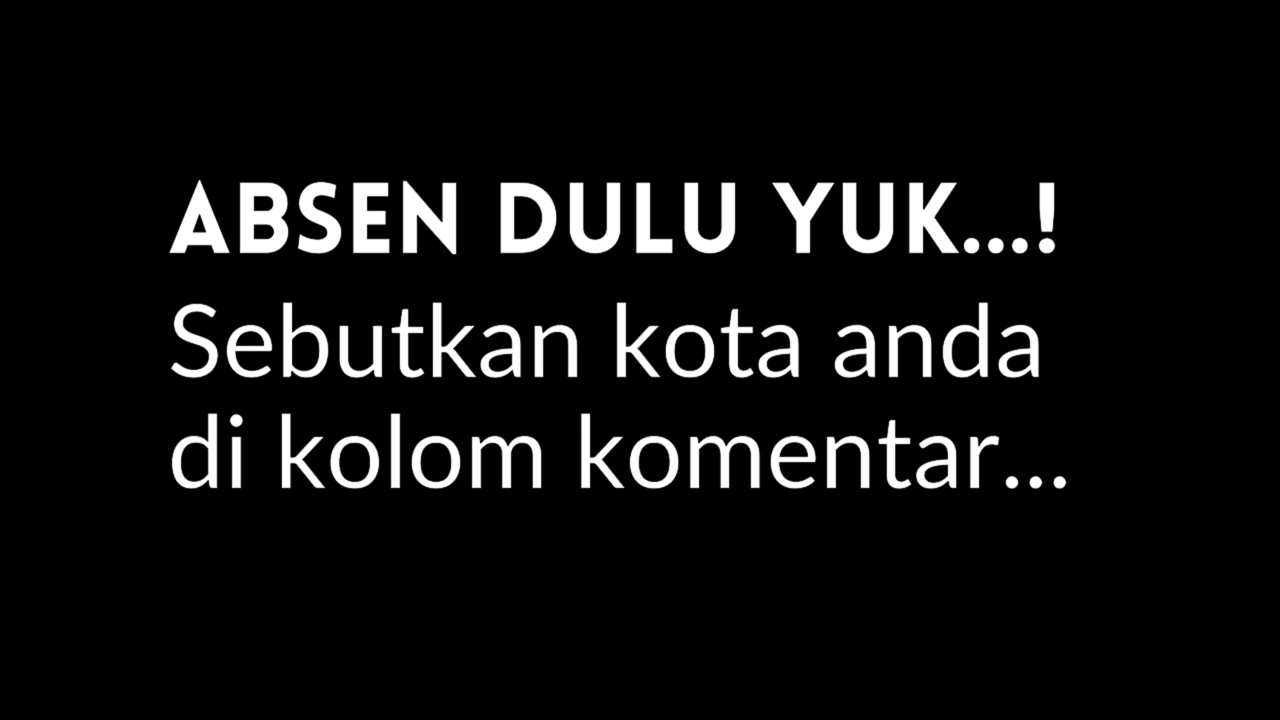 ABSEN DULU YUK...!
Sebutkan kota anda
di kolom komentar...